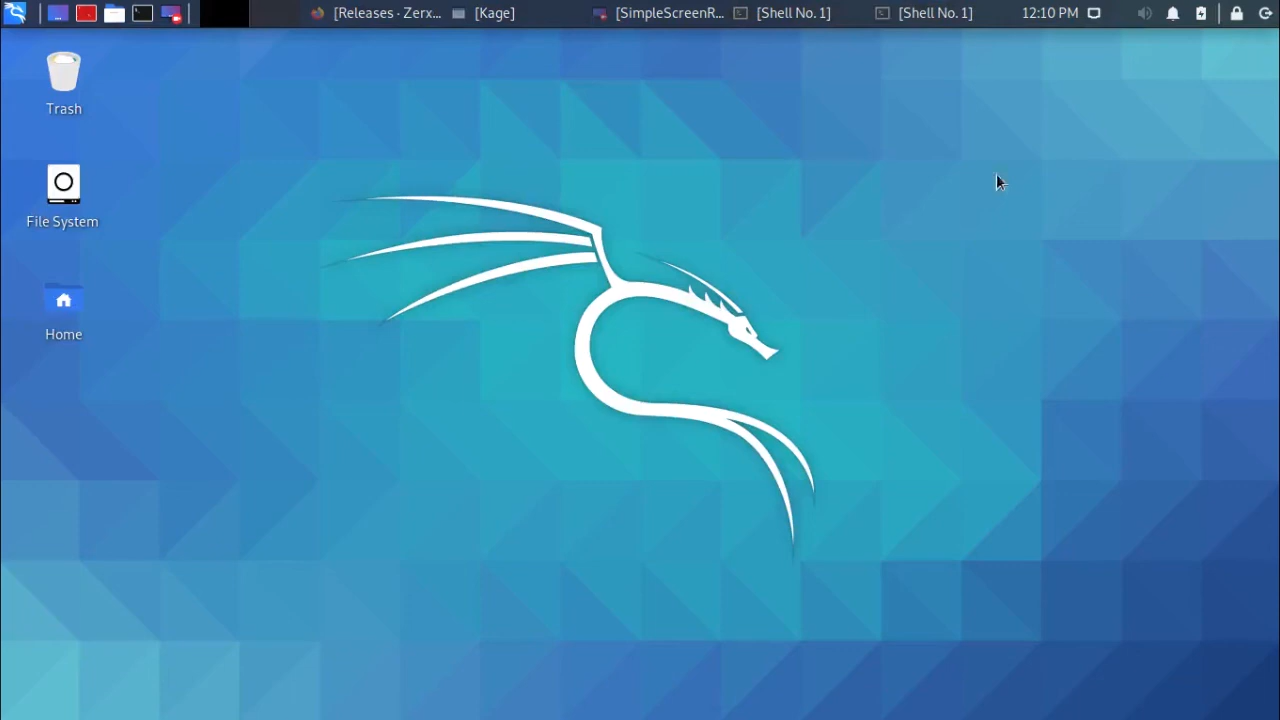 [Releases - Zerx... [Kage] [SimpleScreenR... [Shell No. 1] [Shell No. 1] 12:10 PM
Trash
File System
Home